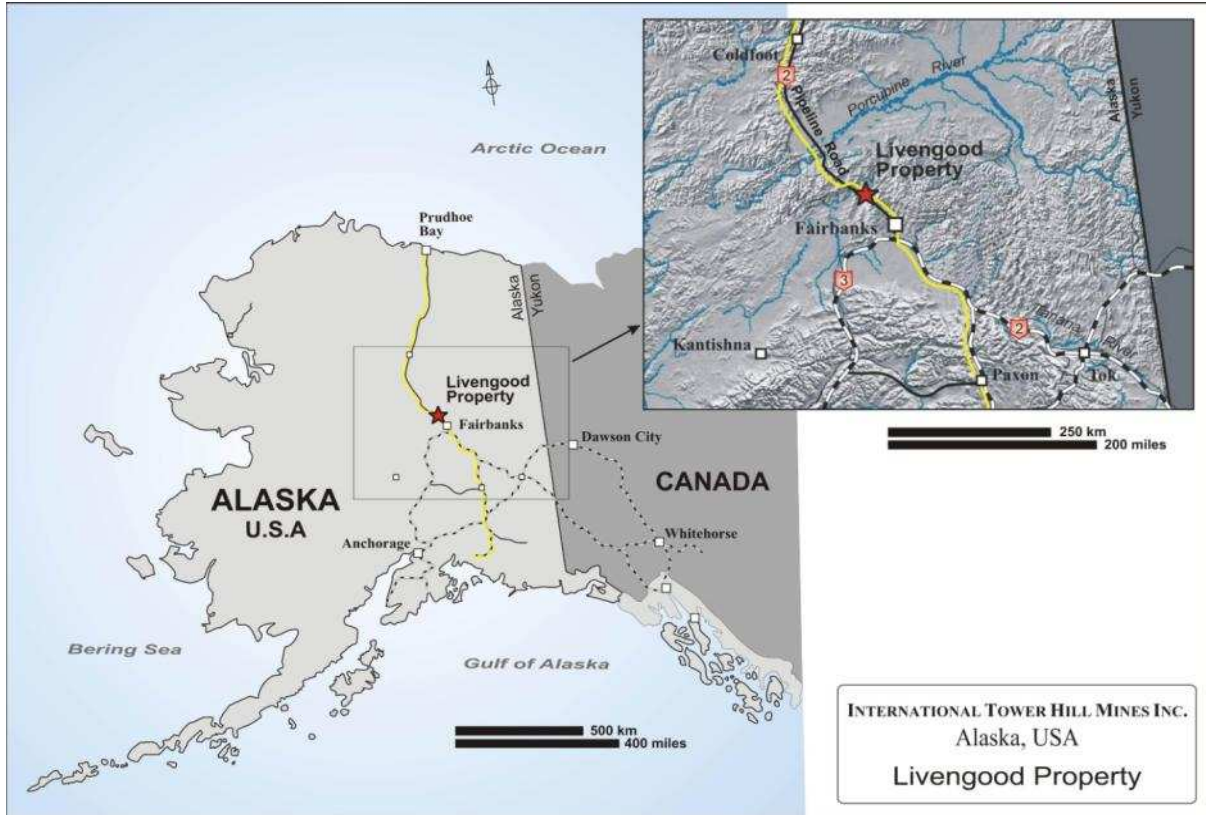 Arctic Ocean
Prudhoe
Bay
Alaska
Yukon
Livengood
Property
Fairbanks
Dawson City
ALASKA
U.S.A
CANADA
Anchorage
Whitehorse
Bering Sea
Gulf of Alaska
500 km
400 miles
Coldfoot
2
Pipeline Road
Porcupine River
Alaska
Yukon
Livengood
Property
Fairbanks
3
Kantishna
2
Tanana River
Paxon
Tok
250 km
200 miles
INTERNATIONAL TOWER HILL MINES INC.
Alaska, USA
Livengood Property